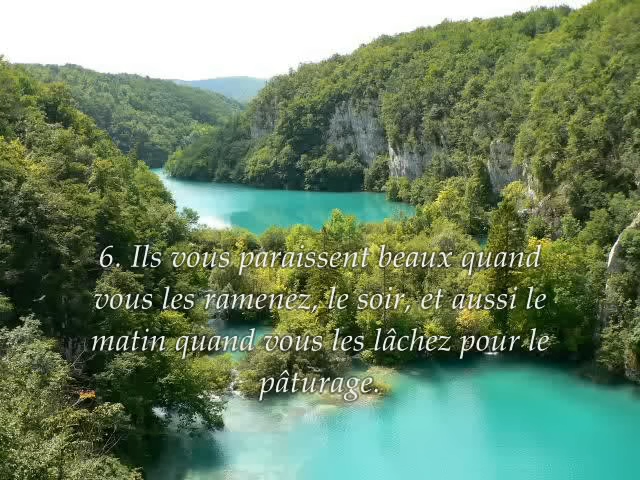 6. Ils vous paraissent beaux quand
vous les ramenez, le soir, et aussi le
matin quand vous les lâchez pour le
pâturage.